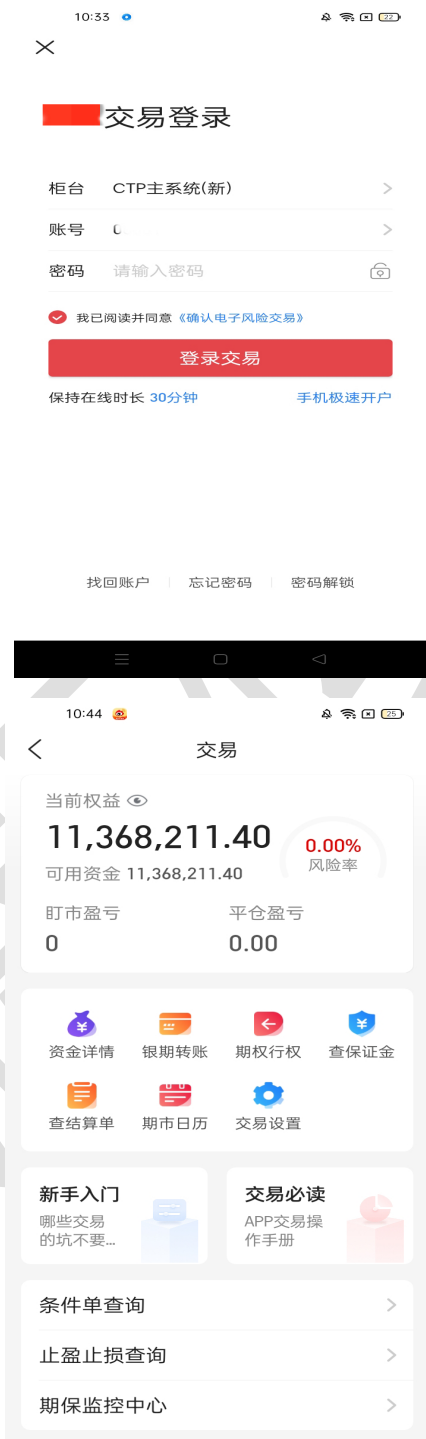 10:33
22
交易登录
柜台 CTP主系统(新)
账号
密码 请输入密码
我已阅读并同意《确认电子风险交易》
登录交易
保持在线时长 30分钟 手机极速开户
找回账户 忘记密码 密码解锁
10:44
25
交易
当前权益
11,368,211.40
0.00%
风险率
可用资金 11,368,211.40
盯市盈亏 平仓盈亏
0 0.00
资金详情 银期转账 期权行权 查保证金
查结算单 期市日历 交易设置
新手入门
哪些交易
的坑不要...
交易必读
APP交易操
作手册
条件单查询
止盈止损查询
期保监控中心